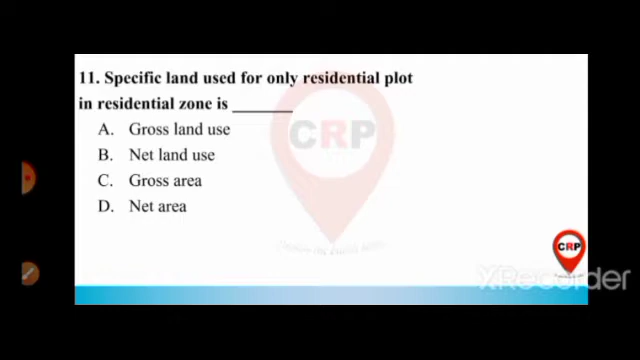 11. Specific land used for only residential plot
in residential zone is _______
A. Gross land use
B. Net land use
C. Gross area
D. Net area
CRP
CRP
XRecorder